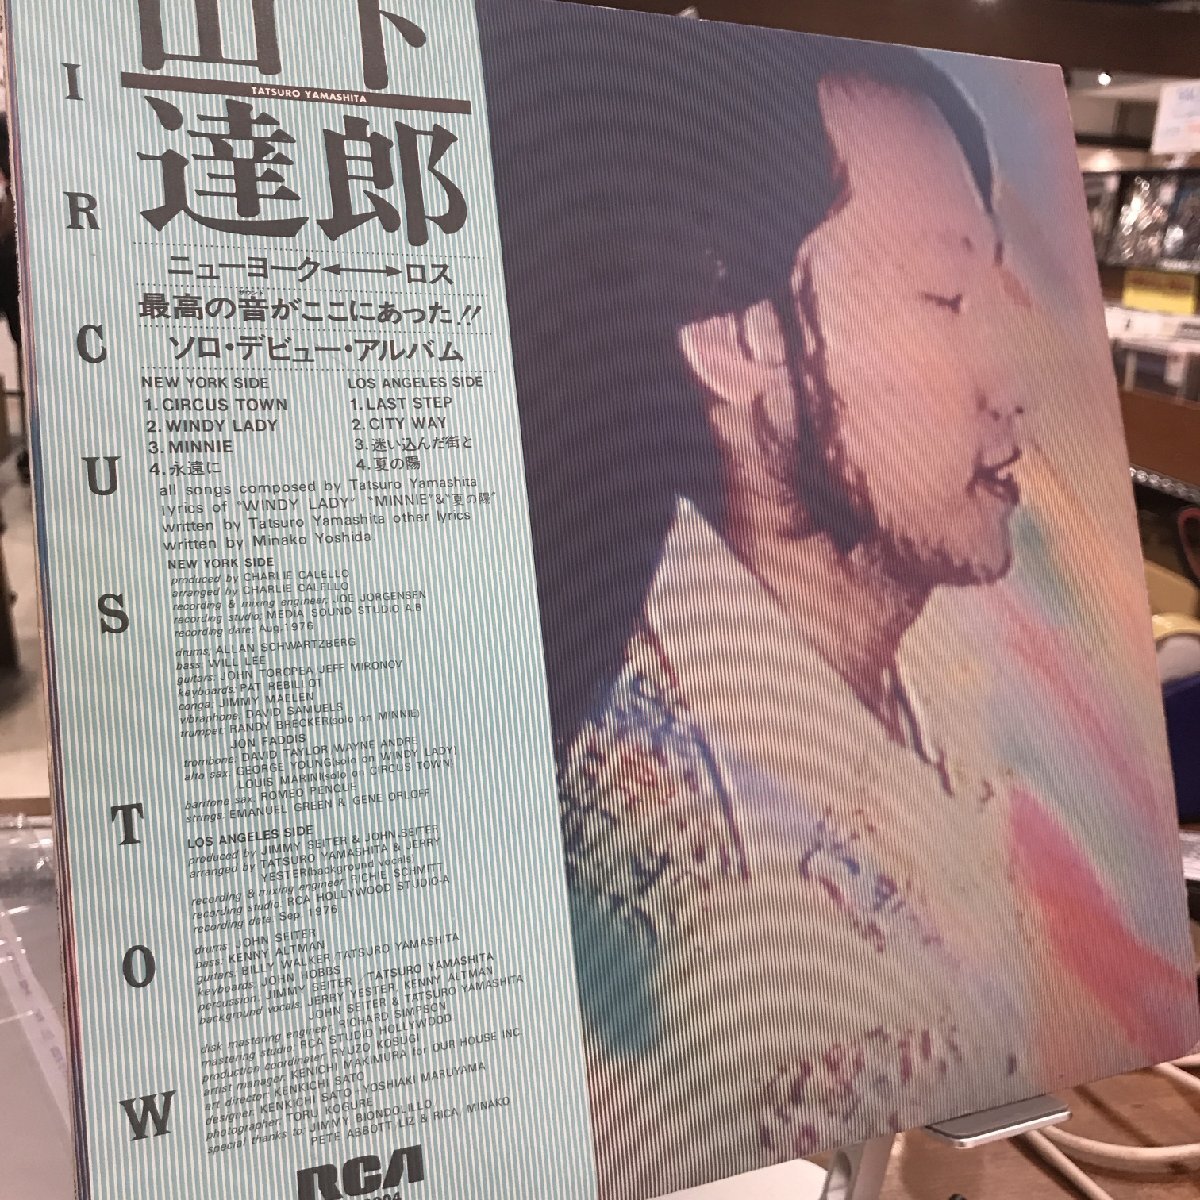 山下
TATSURO YAMASHITA
達郎
ニューヨーク⟷ロス
サウンド
最高の音がここにあった!!
ソロ・デビュー・アルバム
I
R
C
U
S
T
O
W
NEW YORK SIDE
1. CIRCUS TOWN
2. WINDY LADY
3. MINNIE
4. 永遠に
LOS ANGELES SIDE
1. LAST STEP
2. CITY WAY
3. 迷い込んだ街と
4. 夏の陽
all songs composed by Tatsuro Yamashita
lyrics of "WINDY LADY" "MINNIE"&"夏の陽"
written by Tatsuro Yamashita other lyrics
written by Minako Yoshida
NEW YORK SIDE
produced by CHARLIE CALELLO
arranged by CHARLIE CALELLO
recording & mixing engineer; JOE JORGENSEN
recording studio; MEDIA SOUND STUDIO A.B
recording date; Aug. 1976
drums; ALLAN SCHWARTZBERG
bass; WILL LEE
guitars; JOHN TOROPEA/JEFF MIRONOV
keyboards; PAT REBILLOT
conga; JIMMY MAELEN
vibraphone; DAVID SAMUELS
trumpet; RANDY BRECKER(solo on MINNIE)
JON FADDIS
trombone; DAVID TAYLOR/WAYNE ANDRE
alto sax; GEORGE YOUNG(solo on WINDY LADY)
/LOUIS MARINI(solo on CIRCUS TOWN)
baritone sax; ROMEO PENQUE
strings; EMANUEL GREEN & GENE ORLOFF
LOS ANGELES SIDE
produced by JIMMY SEITER & JOHN SEITER
arranged by TATSURO YAMASHITA & JERRY
YESTER(background vocals)
recording & mixing engineer; RICHIE SCHMITT
recording studio; RCA HOLLYWOOD STUDIO-A
recording date; Sep. 1976
drums; JOHN SEITER
bass; KENNY ALTMAN
guitars; BILLY WALKER/TATSURO YAMASHITA
keyboards; JOHN HOBBS
percussion; JIMMY SEITER/TATSURO YAMASHITA
background vocals; JERRY YESTER, KENNY ALTMAN
JOHN SEITER & TATSURO YAMASHITA
disk mastering engineer; RICHARD SIMPSON
mastering studio; RCA STUDIO HOLLYWOOD
production coordinater; RYUZO KOSUGI
artist manager; KENICHI MAKIMURA for OUR HOUSE INC
art director; KENKICHI SATO
designer; KENKICHI SATO, YOSHIAKI MARUYAMA
photographer; TORU KOGURE
special thanks to; JIMMY BIONDOLILLO
PETE ABBOTT/LIZ & RICA, MINAKO
RCA